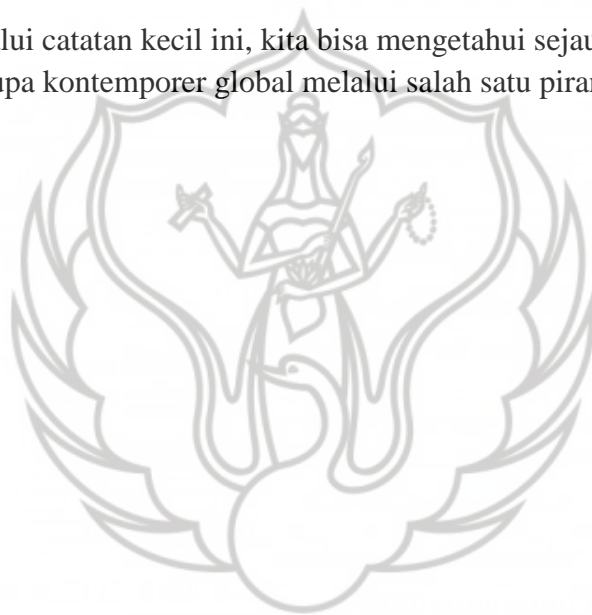 lui catatan kecil ini, kita bisa mengetahui sejau
upa kontemporer global melalui salah satu piran